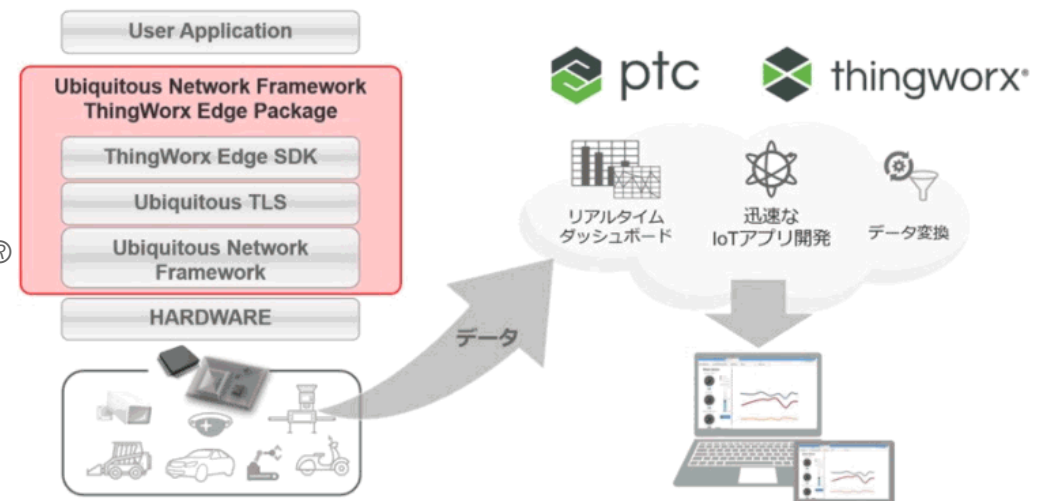 User Application
Ubiquitous Network Framework
ThingWorx Edge Package
ThingWorx Edge SDK
Ubiquitous TLS
Ubiquitous Network
Framework
HARDWARE
®
データ
ptc
thingworx®
リアルタイム
ダッシュボード
迅速な
IoTアプリ開発
データ変換